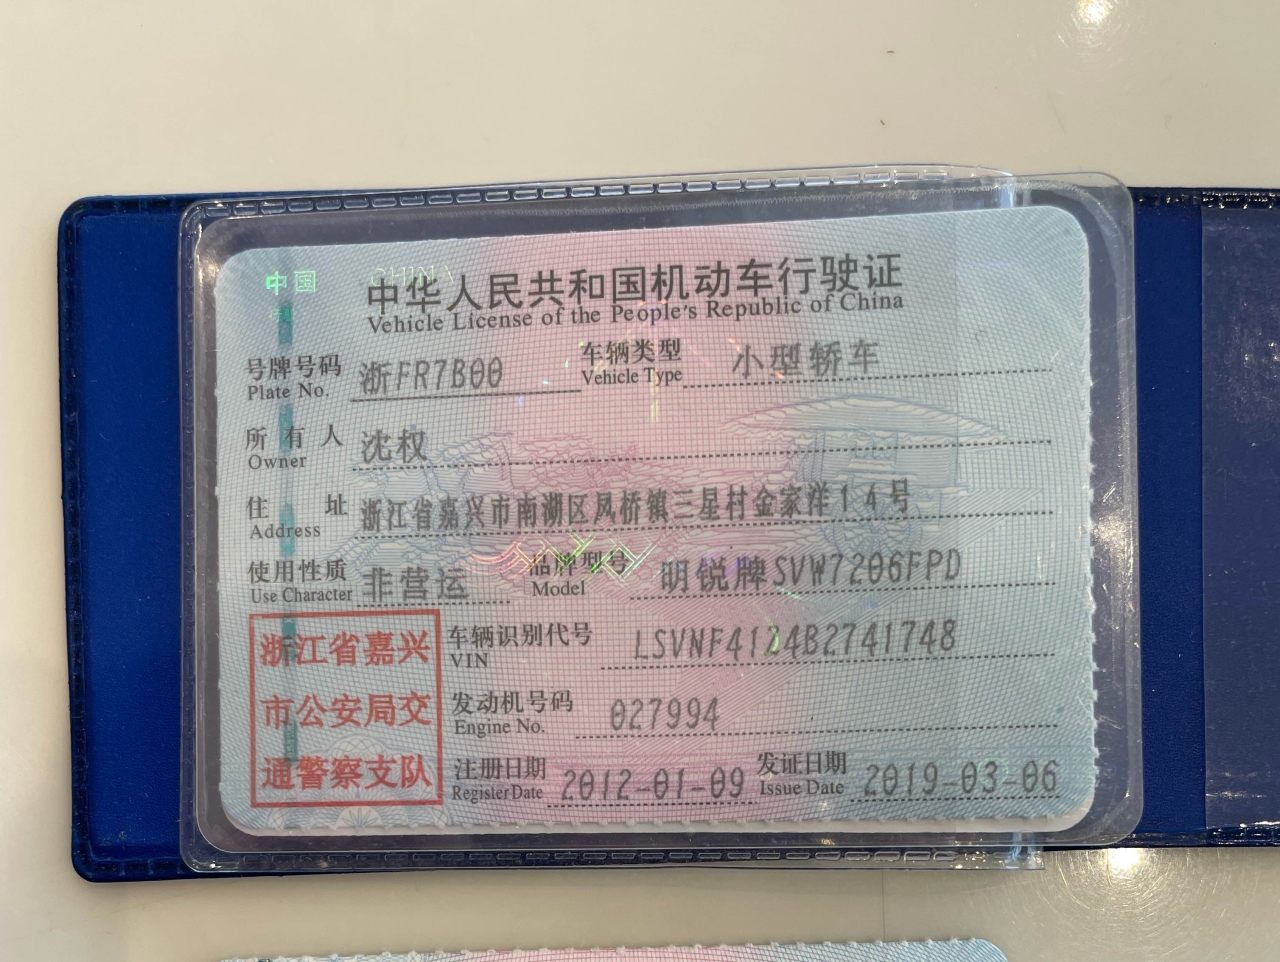 中国 CHINA
中华人民共和国机动车行驶证
Vehicle License of the People's Republic of China
号牌号码 浙FR7B00 车辆类型 小型轿车
Plate No. Vehicle Type
所有人 沈权
Owner
住址 浙江省嘉兴市南湖区凤桥镇三星村金家洋14号
Address
使用性质 非营运 品牌型号 明锐牌SVW7206FPD
Use Character Model
浙江省嘉兴 车辆识别代号 LSVNF4124B2741748
VIN
市公安局交 发动机号码 027994
Engine No.
通警察支队 注册日期 2012-01-09 发证日期 2019-03-06
Register Date Issue Date